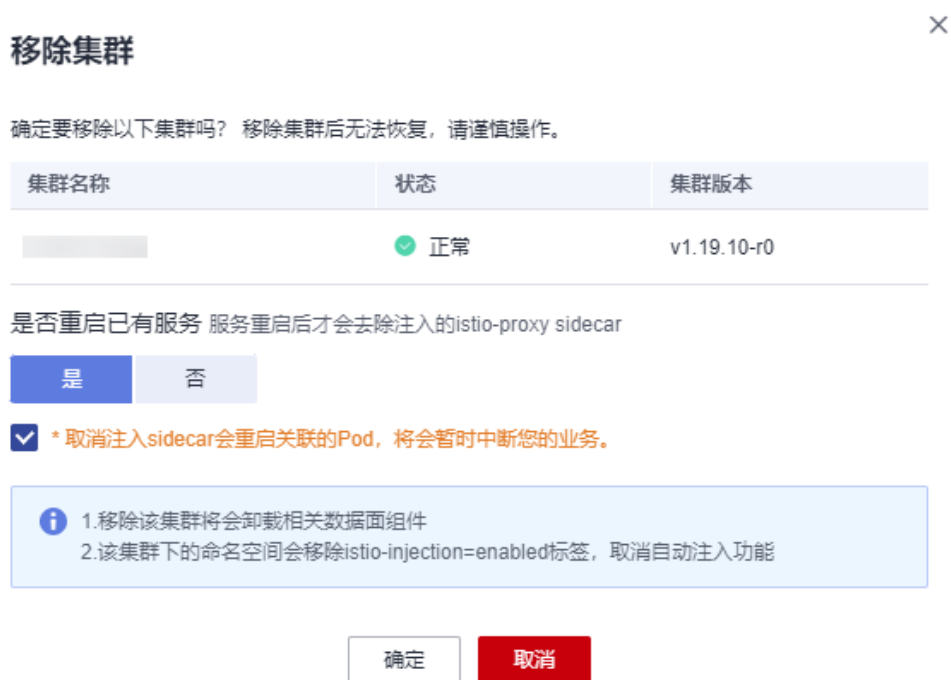 移除集群
确定要移除以下集群吗？ 移除集群后无法恢复，请谨慎操作。
集群名称 状态 集群版本
正常 v1.19.10-r0
是否重启已有服务 服务重启后才会去除注入的istio-proxy sidecar
是 否
* 取消注入sidecar会重启关联的Pod，将会暂时中断您的业务。
1.移除该集群将会卸载相关数据面组件
2.该集群下的命名空间会移除istio-injection=enabled标签，取消自动注入功能
确定 取消